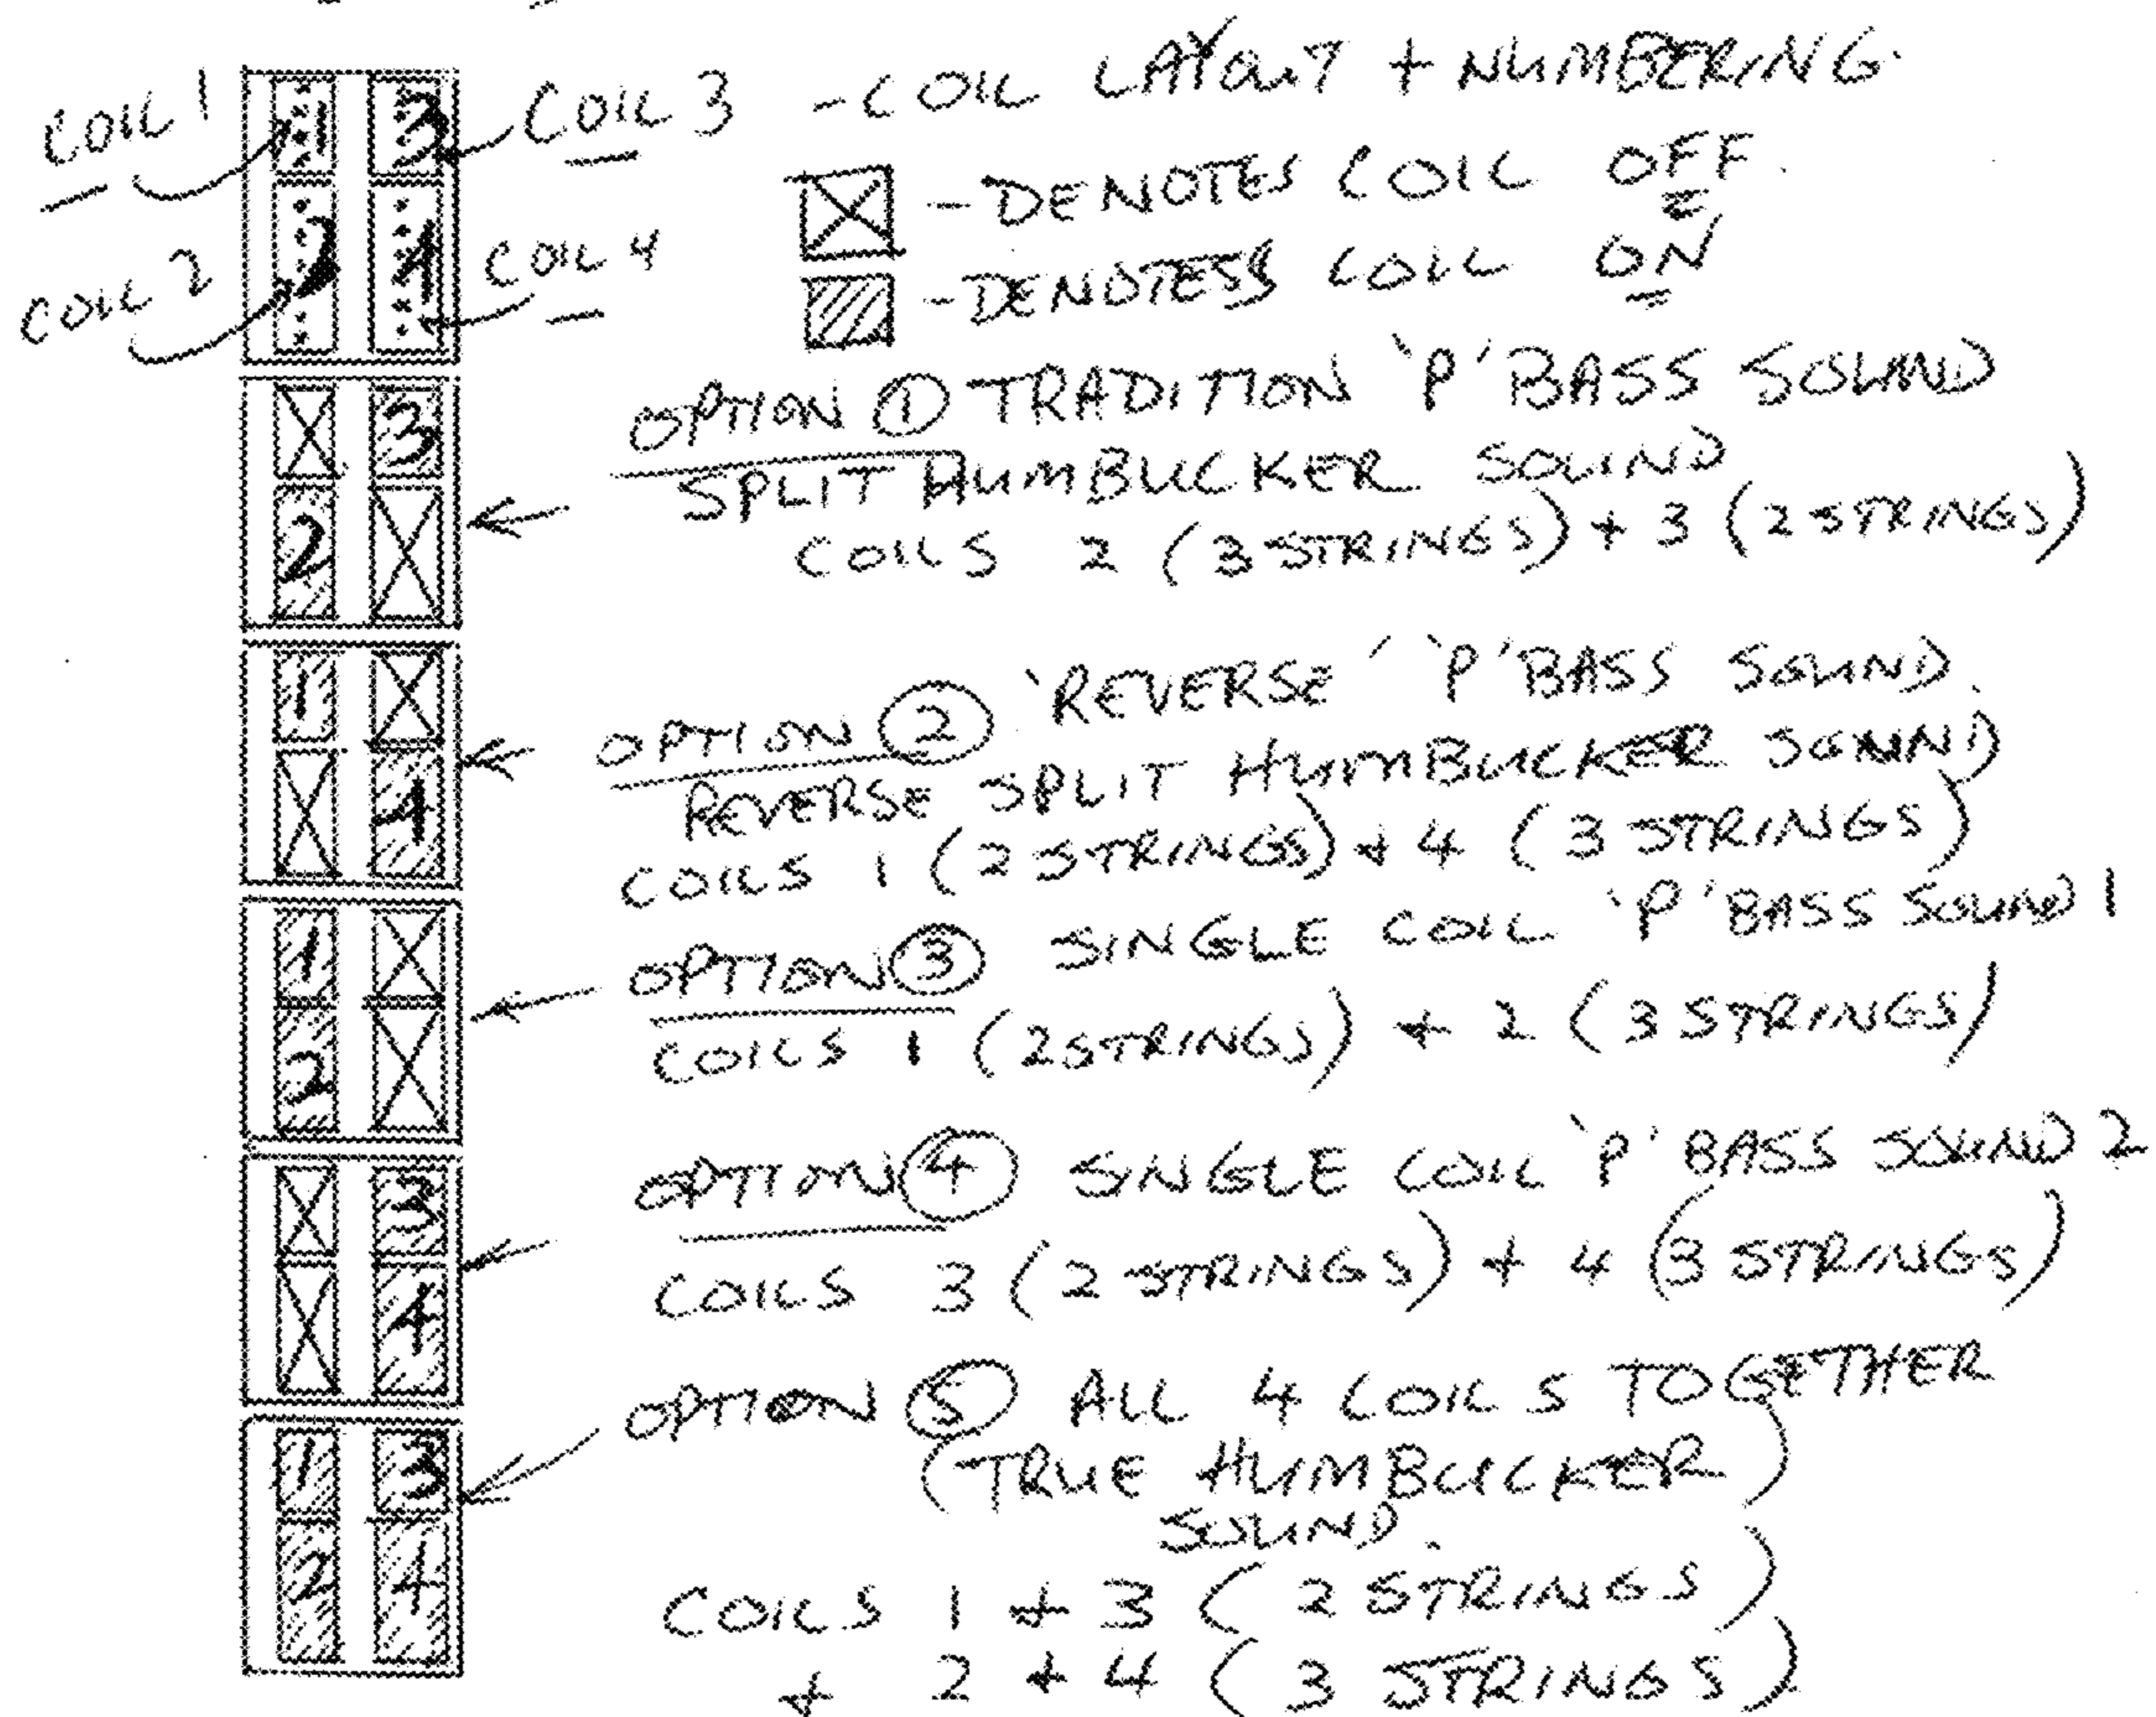 COIL 1
COIL 2
1 3
2 4
COIL 3
COIL 4
- COIL LAYOUT + NUMBERING.
- DENOTES COIL OFF.
- DENOTESS COIL ON
3
2
OPTION 1 TRADITION 'P' BASS SOUND
SPLIT HUMBUCKER SOUND
COILS 2 (3 STRINGS) + 3 (2 STRINGS)
1
4
OPTION 2 'REVERSE' 'P' BASS SOUND.
REVERSE SPLIT HUMBUCKER SOUND
COILS 1 (2 STRINGS) + 4 (3 STRINGS)
1
2
OPTION 3 SINGLE COIL 'P' BASS SOUND 1
COILS 1 (2 STRINGS) + 2 (3 STRINGS)
3
4
OPTION 4 SINGLE COIL 'P' BASS SOUND 2
COILS 3 (2 STRINGS) + 4 (3 STRINGS)
1 3
2 4
OPTION 5 ALL 4 COILS TOGETHER
(TRUE HUMBUCKER)
SOUND.
COILS 1 + 3 (2 STRINGS)
+ 2 + 4 (3 STRINGS)